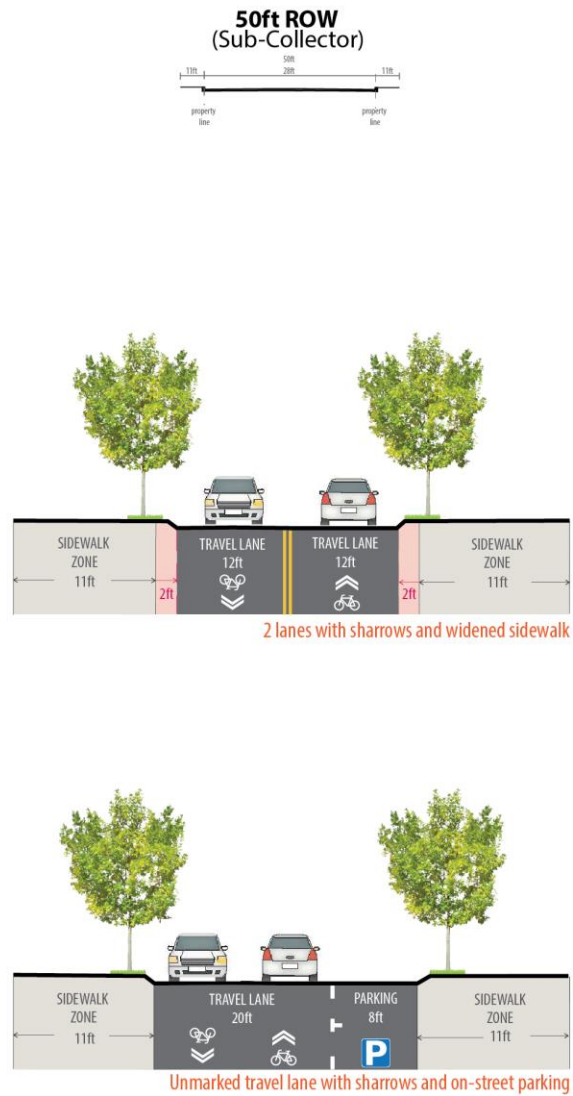 50ft ROW
(Sub-Collector)
50ft
11ft 28ft 11ft
property line property line
SIDEWALK ZONE 11ft
2ft
TRAVEL LANE 12ft
TRAVEL LANE 12ft
2ft
SIDEWALK ZONE 11ft
2 lanes with sharrows and widened sidewalk
SIDEWALK ZONE 11ft
TRAVEL LANE 20ft
PARKING 8ft
P
SIDEWALK ZONE 11ft
Unmarked travel lane with sharrows and on-street parking